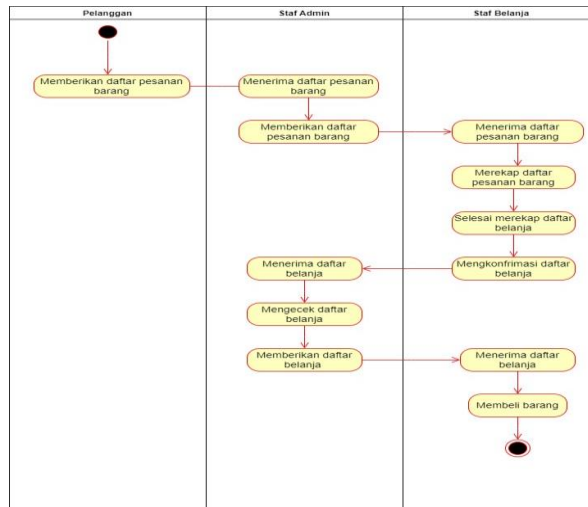 Pelanggan
Staf Admin
Staf Belanja
Memberikan daftar pesanan
barang
Menerima daftar pesanan
barang
Memberikan daftar
pesanan barang
Menerima daftar
pesanan barang
Merekap daftar
pesanan barang
Selesai merekap daftar
belanja
Mengkonfrimasi daftar
belanja
Menerima daftar
belanja
Mengecek daftar
belanja
Memberikan daftar
belanja
Menerima daftar
belanja
Membeli barang